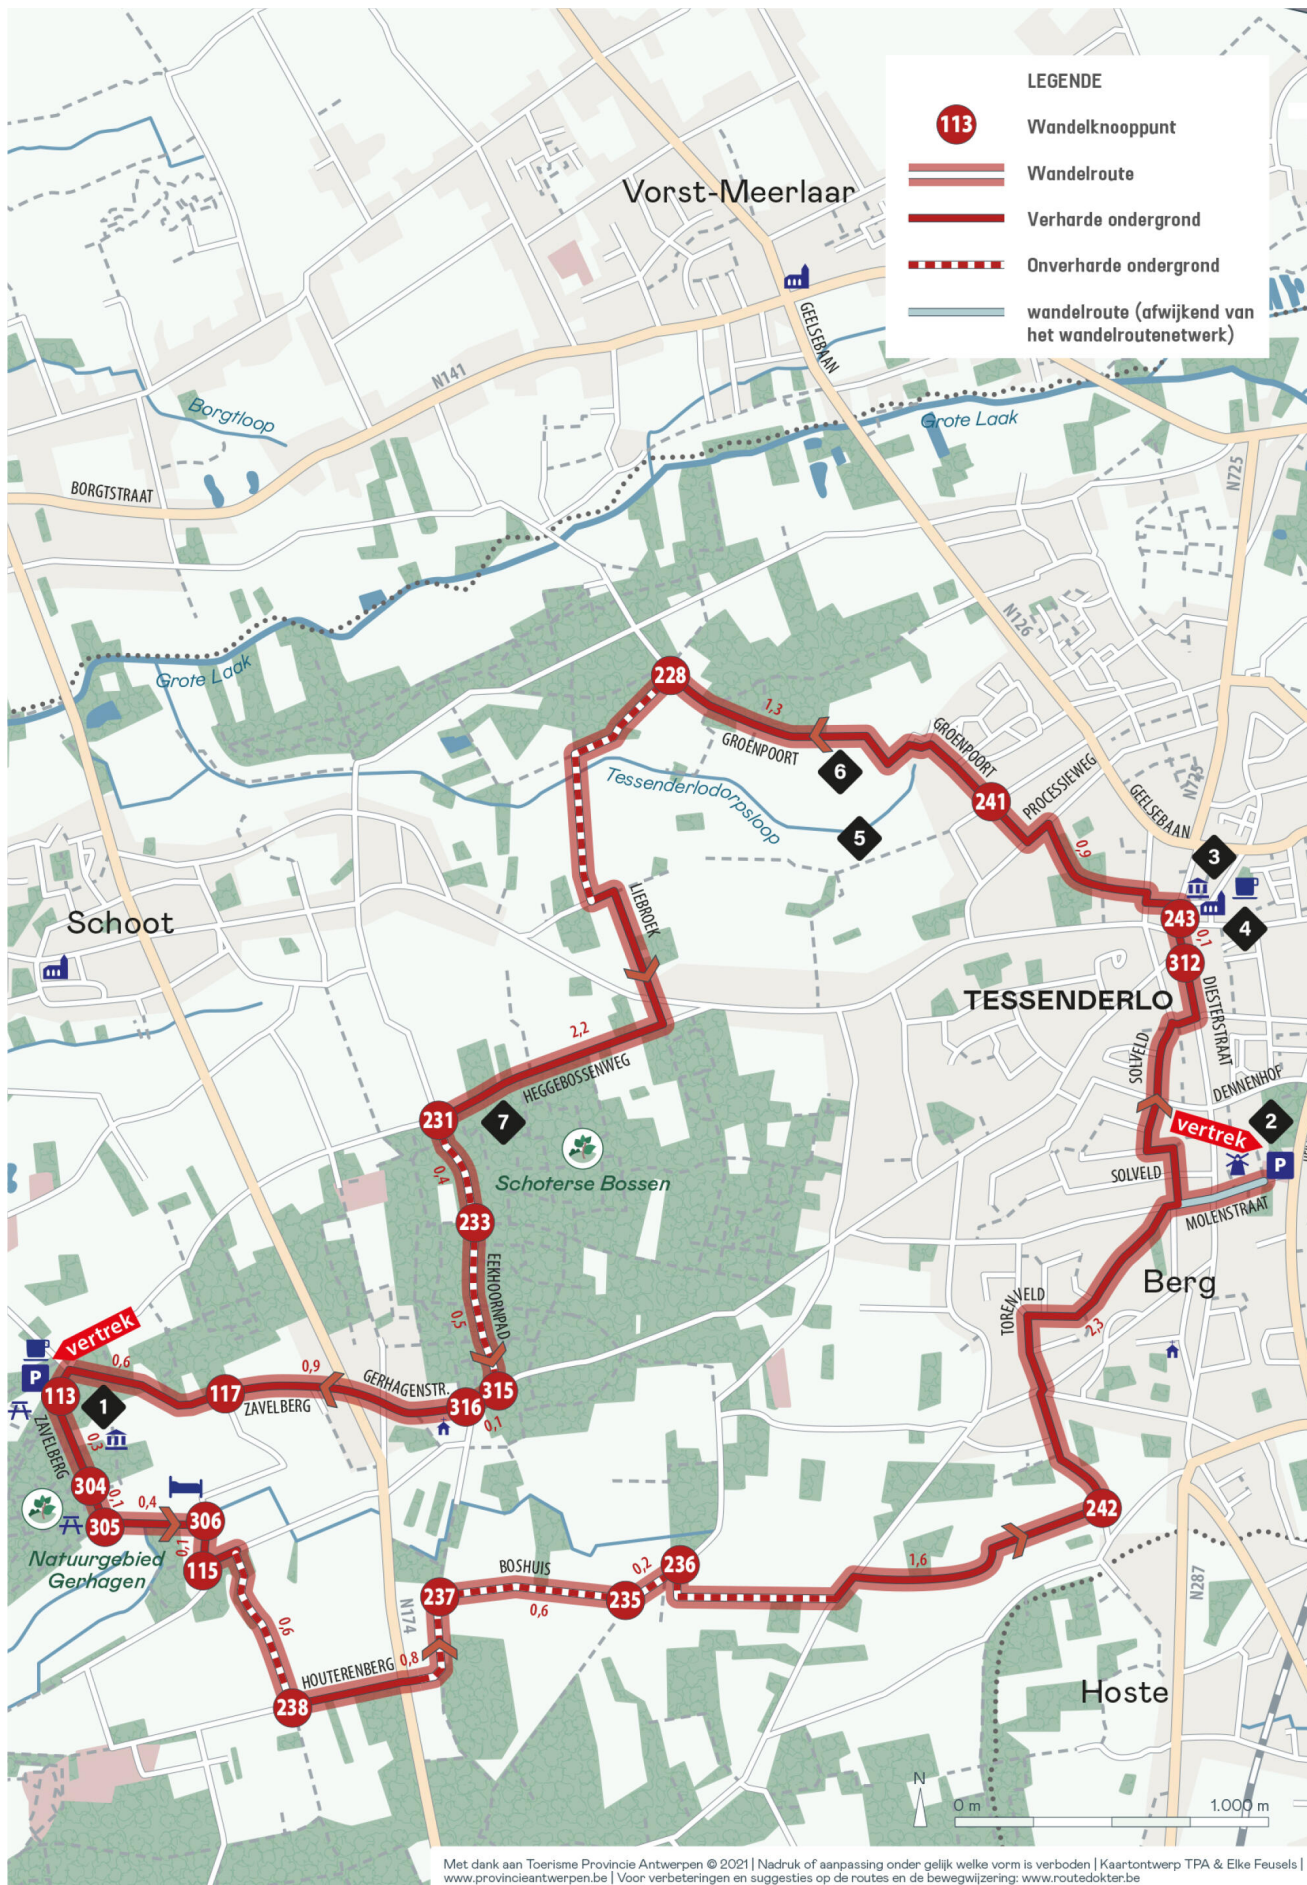 LEGENDE
113
Wandelknooppunt
Wandelroute
Verharde ondergrond
Onverharde ondergrond
wandelroute (afwijkend van
het wandelroutenetwerk)
Vorst-Meerlaar
GEELSEBAAN
N141
Borgtloop
Grote Laak
BORGTSTRAAT
N725
N126
Grote Laak
228
1,3
GROENPOORT
GROENPOORT
6
Tessenderlodorpsloop
5
241
PROCESSIEWEG
GEELSEBAAN
N725
0,9
3
LIEBROEK
Schoot
243
4
0,1
312
TESSENDERLO
DIESTERSTRAAT
2,2
HEGGEBOSSENWEG
SOLVELD
DENNENHOF
231
7
vertrek
2
P
0,4
Schoterse Bossen
SOLVELD
MOLENSTRAAT
233
EEKHOORNPAD
Berg
0,5
TORENVELD
2,3
vertrek
0,6
0,9
P
113
1
117
ZAVELBERG
GERHAGENSTR.
316
315
0,1
ZAVELBERG
0,3
304
0,1
0,4
305
306
0,1
115
Natuurgebied
Gerhagen
242
BOSHUIS
0,2
236
1,6
237
0,6
235
N174
N287
0,6
HOUTERENBERG
0,8
238
Hoste
N
0 m
1.000 m
Met dank aan Toerisme Provincie Antwerpen © 2021 | Nadruk of aanpassing onder gelijk welke vorm is verboden | Kaartontwerp TPA & Elke Feusels |
www.provincieantwerpen.be | Voor verbeteringen en suggesties op de routes en de bewegwijzering: www.routedokter.be